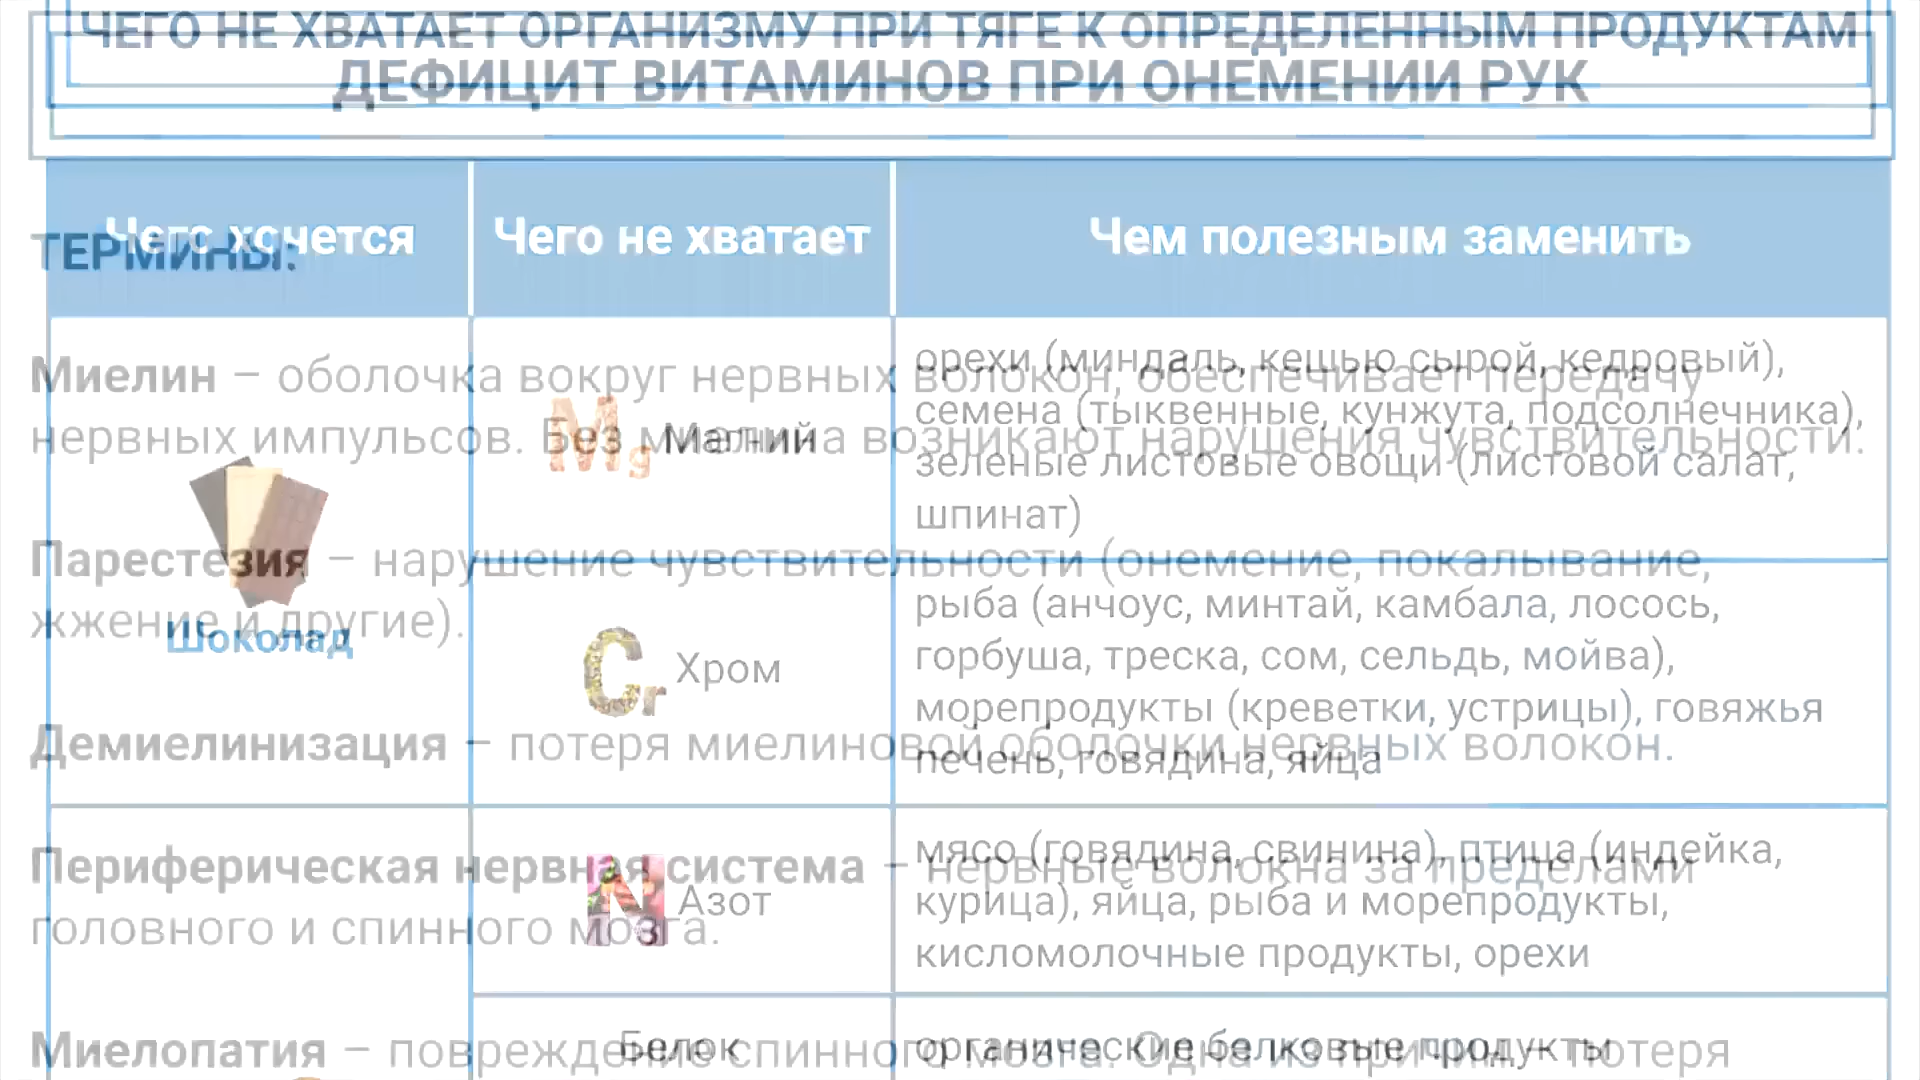 ЧЕГО НЕ ХВАТАЕТ ОРГАНИЗМУ ПРИ ТЯГЕ К ОПРЕДЕЛЕННЫМ ПРОДУКТАМ
ДЕФИЦИТ ВИТАМИНОВ ПРИ ОНЕМЕНИИ РУК
Чего хочется
Чего не хватает
Чем полезным заменить
Шоколад
Магний
орехи (миндаль, кешью сырой, кедровый),
семена (тыквенные, кунжута, подсолнечника),
зеленые листовые овощи (листовой салат,
шпинат)
Хром
рыба (анчоус, минтай, камбала, лосось,
горбуша, треска, сом, сельдь, мойва),
морепродукты (креветки, устрицы), говяжья
печень, говядина, яйца
N Азот
мясо (говядина, свинина), птица (индейка,
курица), яйца, рыба и морепродукты,
кисломолочные продукты, орехи
Белок
органические белковые продукты
ТЕРМИНЫ:
Миелин – оболочка вокруг нервных волокон, обеспечивает передачу
нервных импульсов. Без миелина возникают нарушения чувствительности.
Парестезия – нарушение чувствительности (онемение, покалывание,
жжение и другие).
Демиелинизация – потеря миелиновой оболочки нервных волокон.
Периферическая нервная система – нервные волокна за пределами
головного и спинного мозга.
Миелопатия – повреждение спинного мозга. Одна из причин – потеря